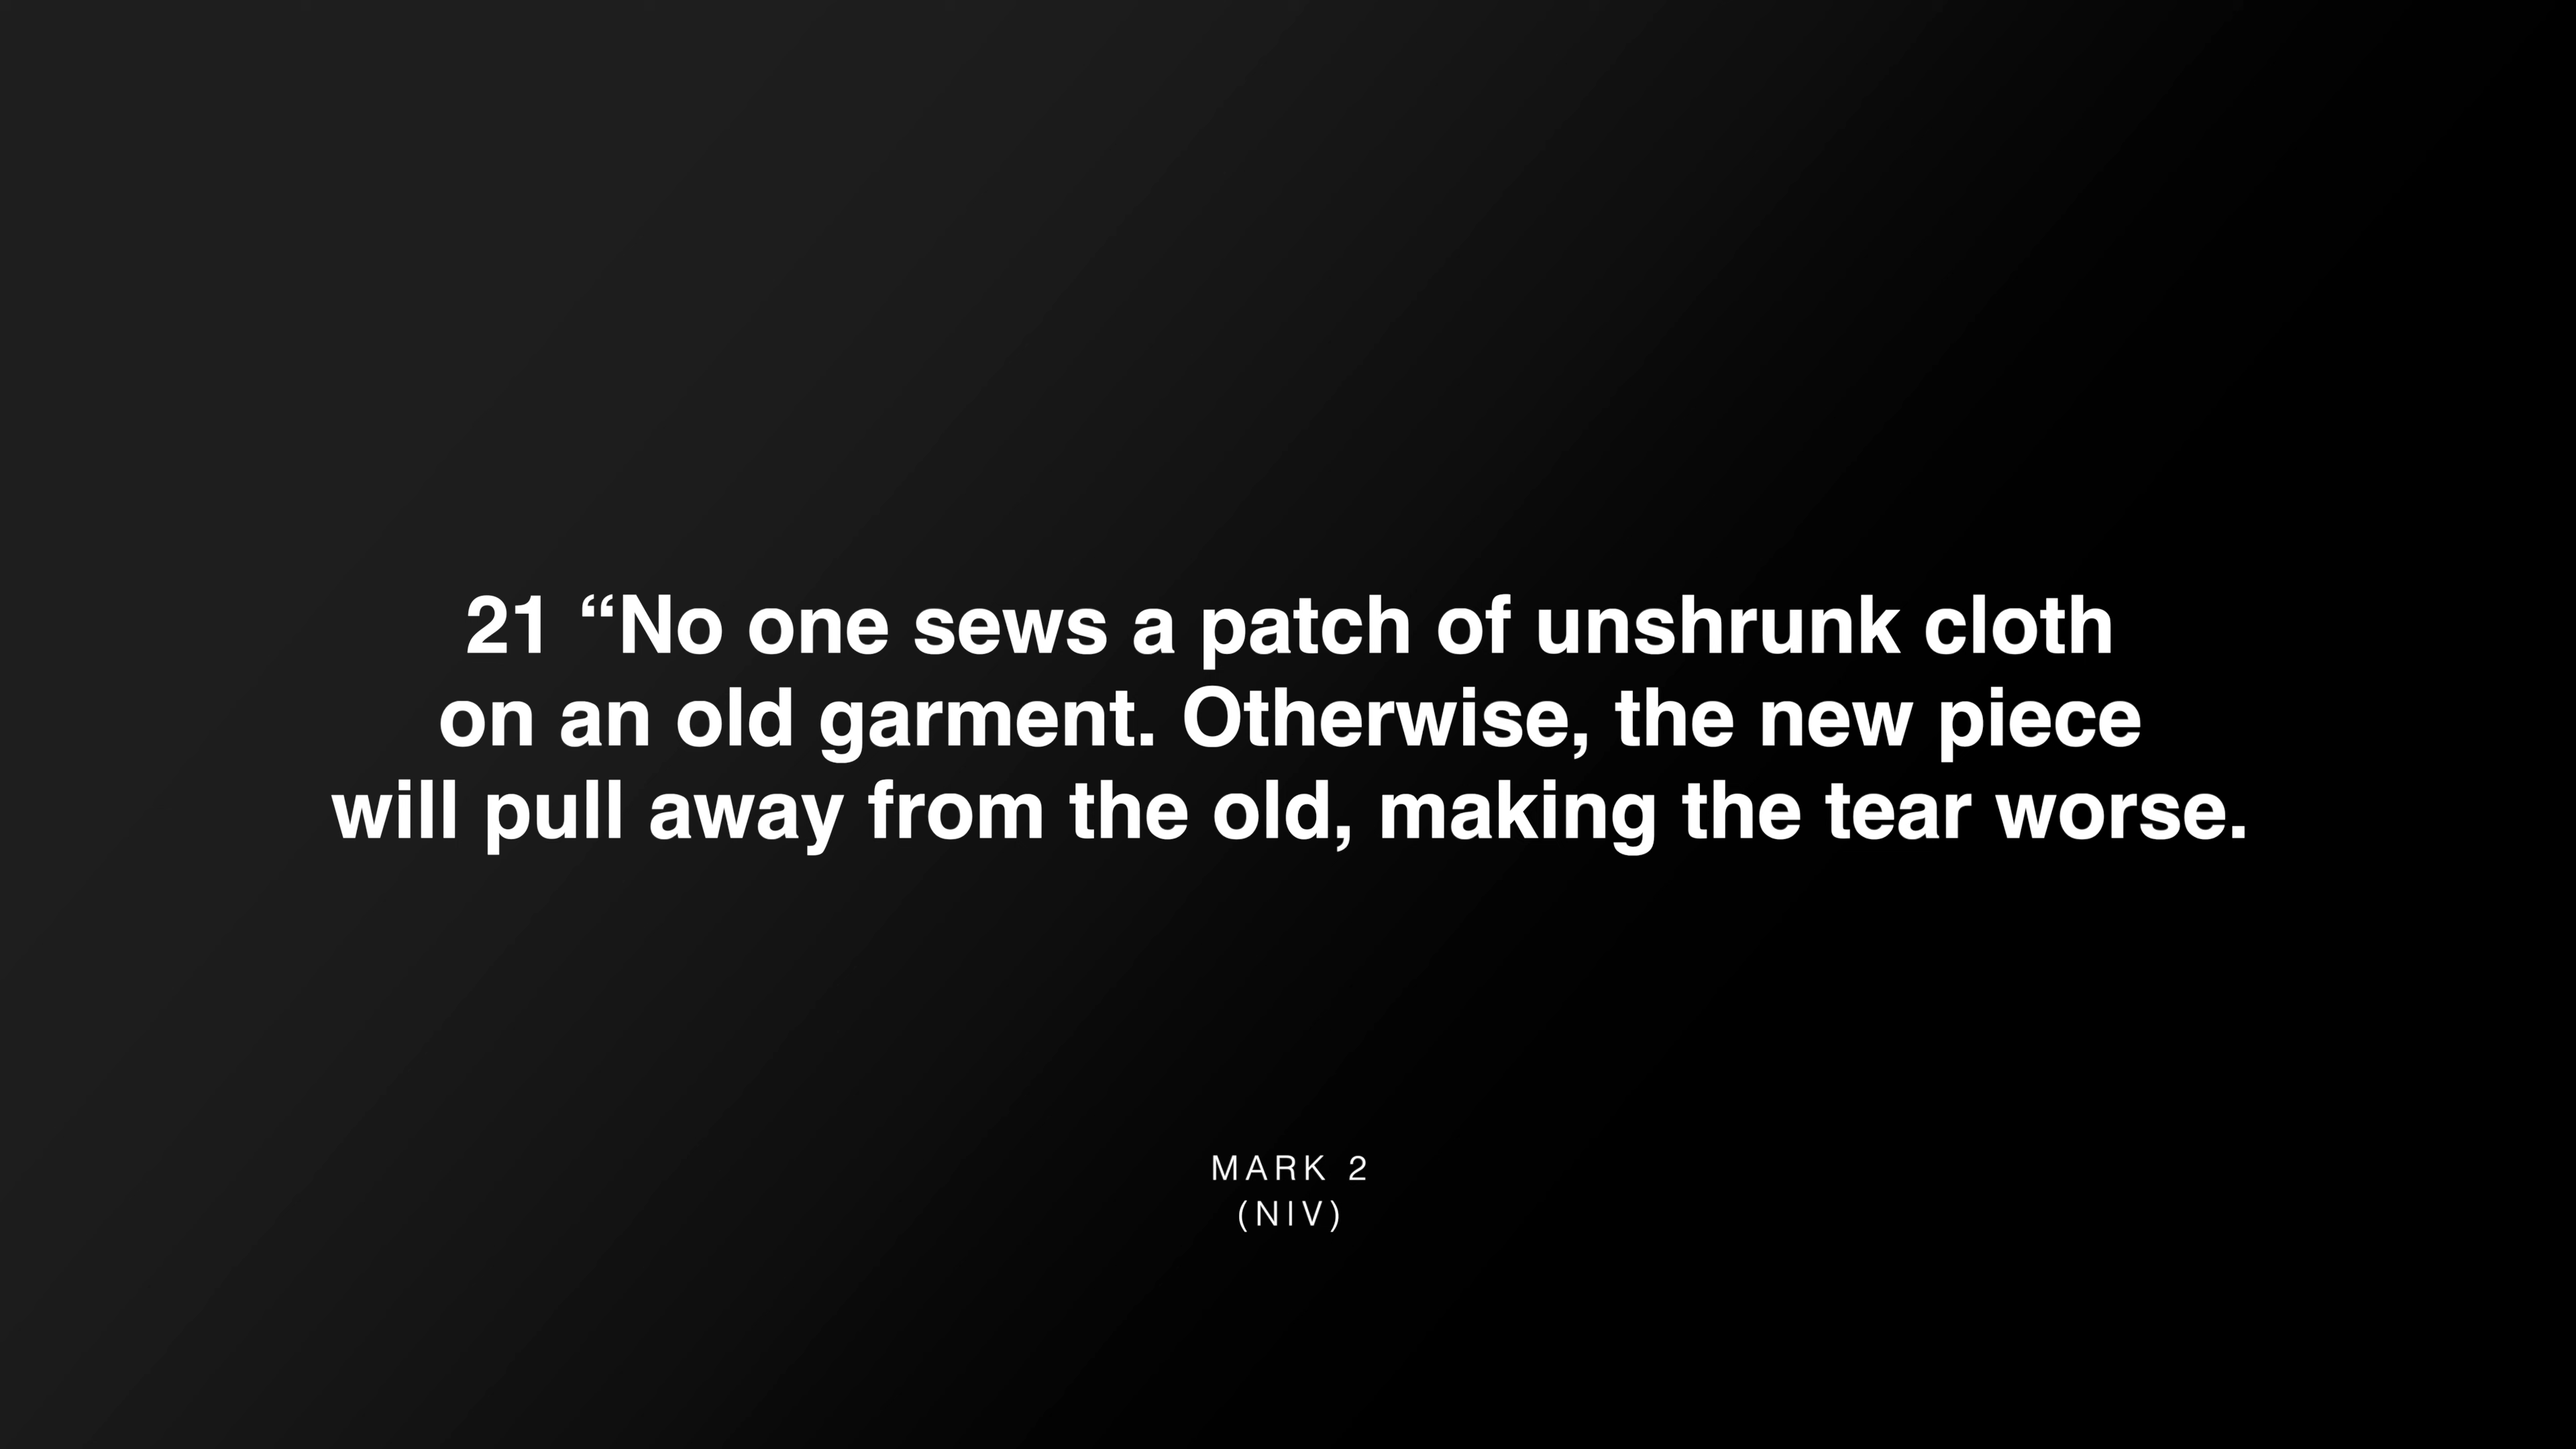 21 “No one sews a patch of unshrunk cloth
on an old garment. Otherwise, the new piece
will pull away from the old, making the tear worse.
MARK 2
(NIV)